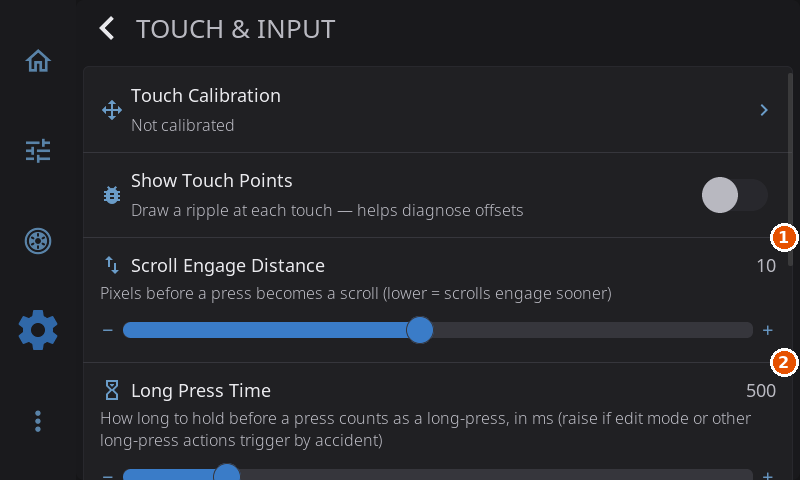 TOUCH & INPUT
Touch Calibration
Not calibrated
Show Touch Points
Draw a ripple at each touch — helps diagnose offsets
1
Scroll Engage Distance 10
Pixels before a press becomes a scroll (lower = scrolls engage sooner)
− +
2
Long Press Time 500
How long to hold before a press counts as a long-press, in ms (raise if edit mode or other
long-press actions trigger by accident)
− +